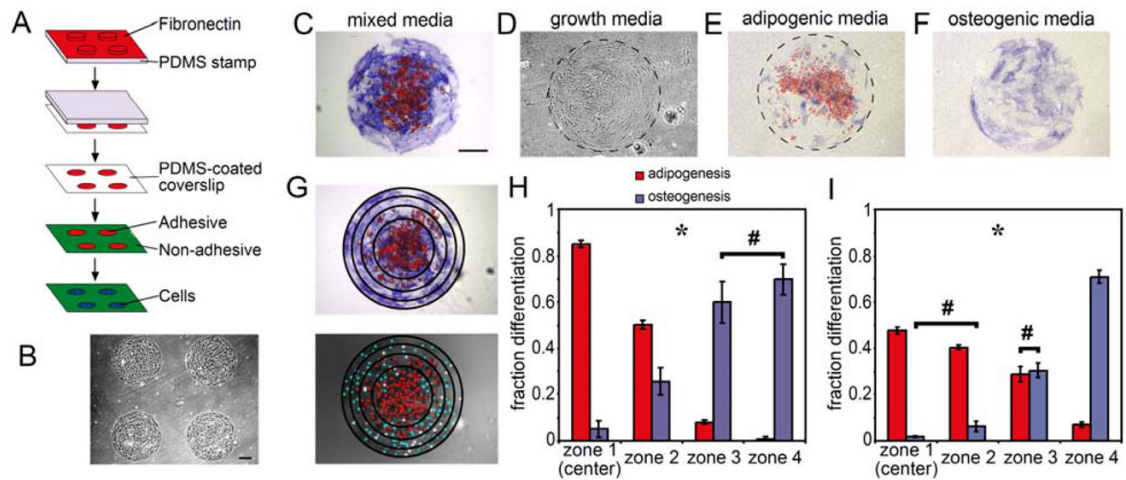 A
Fibronectin
PDMS stamp
PDMS-coated
coverslip
Adhesive
Non-adhesive
Cells
B
C
mixed media
D
growth media
E
adipogenic media
F
osteogenic media
G
adipogenesis
osteogenesis
H
fraction differentiation
1
0.8
0.6
0.4
0.2
0
*
#
zone 1
(center)
zone 2
zone 3
zone 4
I
fraction differentiation
1
0.8
0.6
0.4
0.2
0
*
#
#
zone 1
(center)
zone 2
zone 3
zone 4